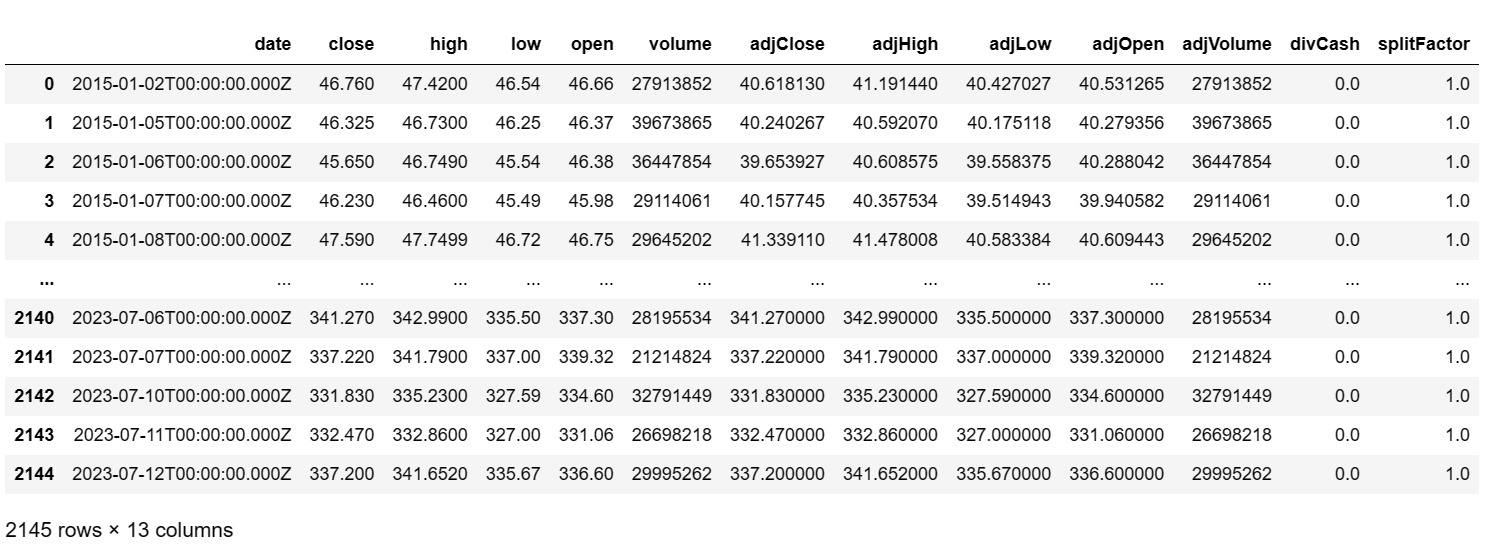 date close high low open volume adjClose adjHigh adjLow adjOpen adjVolume divCash splitFactor
0 2015-01-02T00:00:00.000Z 46.760 47.4200 46.54 46.66 27913852 40.618130 41.191440 40.427027 40.531265 27913852 0.0 1.0
1 2015-01-05T00:00:00.000Z 46.325 46.7300 46.25 46.37 39673865 40.240267 40.592070 40.175118 40.279356 39673865 0.0 1.0
2 2015-01-06T00:00:00.000Z 45.650 46.7490 45.54 46.38 36447854 39.653927 40.608575 39.558375 40.288042 36447854 0.0 1.0
3 2015-01-07T00:00:00.000Z 46.230 46.4600 45.49 45.98 29114061 40.157745 40.357534 39.514943 39.940582 29114061 0.0 1.0
4 2015-01-08T00:00:00.000Z 47.590 47.7499 46.72 46.75 29645202 41.339110 41.478008 40.583384 40.609443 29645202 0.0 1.0
... ... ... ... ... ... ... ... ... ... ... ... ... ...
2140 2023-07-06T00:00:00.000Z 341.270 342.9900 335.50 337.30 28195534 341.270000 342.990000 335.500000 337.300000 28195534 0.0 1.0
2141 2023-07-07T00:00:00.000Z 337.220 341.7900 337.00 339.32 21214824 337.220000 341.790000 337.000000 339.320000 21214824 0.0 1.0
2142 2023-07-10T00:00:00.000Z 331.830 335.2300 327.59 334.60 32791449 331.830000 335.230000 327.590000 334.600000 32791449 0.0 1.0
2143 2023-07-11T00:00:00.000Z 332.470 332.8600 327.00 331.06 26698218 332.470000 332.860000 327.000000 331.060000 26698218 0.0 1.0
2144 2023-07-12T00:00:00.000Z 337.200 341.6520 335.67 336.60 29995262 337.200000 341.652000 335.670000 336.600000 29995262 0.0 1.0
2145 rows × 13 columns